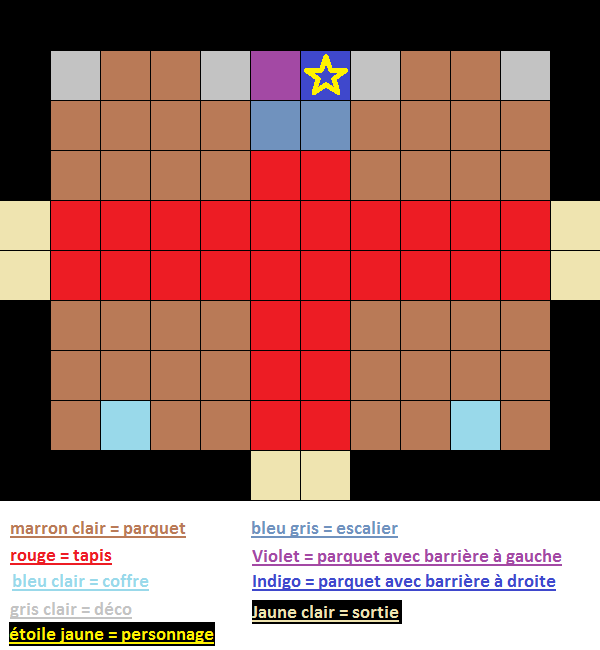 marron clair = parquet
rouge = tapis
bleu clair = coffre
gris clair = déco
étoile jaune = personnage
bleu gris = escalier
Violet = parquet avec barrière à gauche
Indigo = parquet avec barrière à droite
Jaune clair = sortie